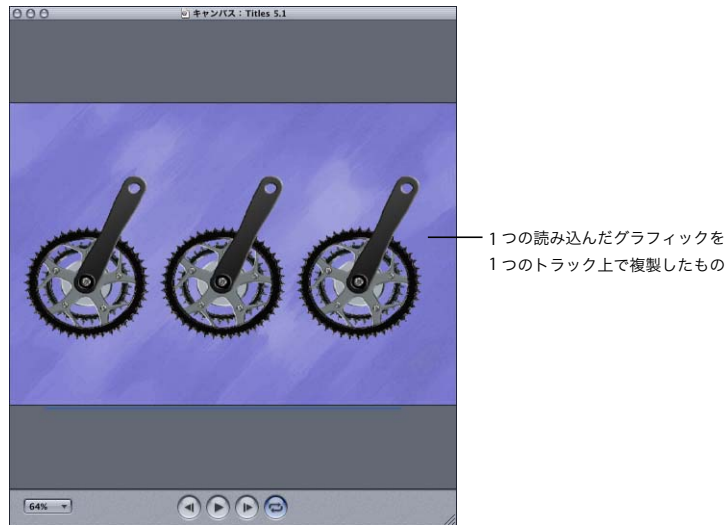 キャンバス：Titles 5.1
1つの読み込んだグラフィックを
1つのトラック上で複製したもの
64%